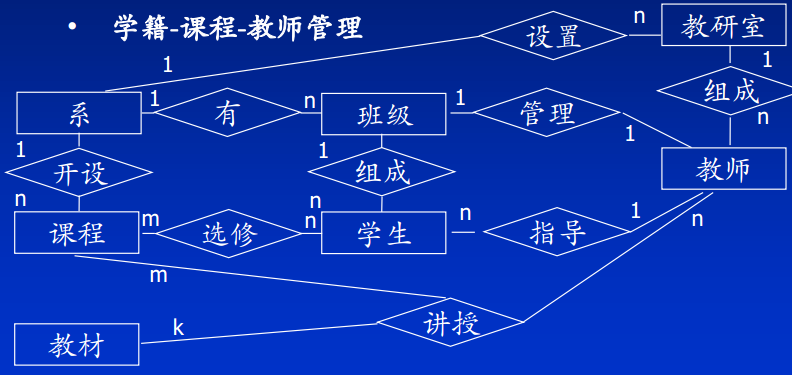 • 学籍-课程-教师管理
n
教研室
设置
1
1
组成
n
系
1
有
n
班级
1
管理
1
教师
1
开设
n
1
组成
n
课程
m
选修
n
学生
n
指导
1
n
m
讲授
k
教材